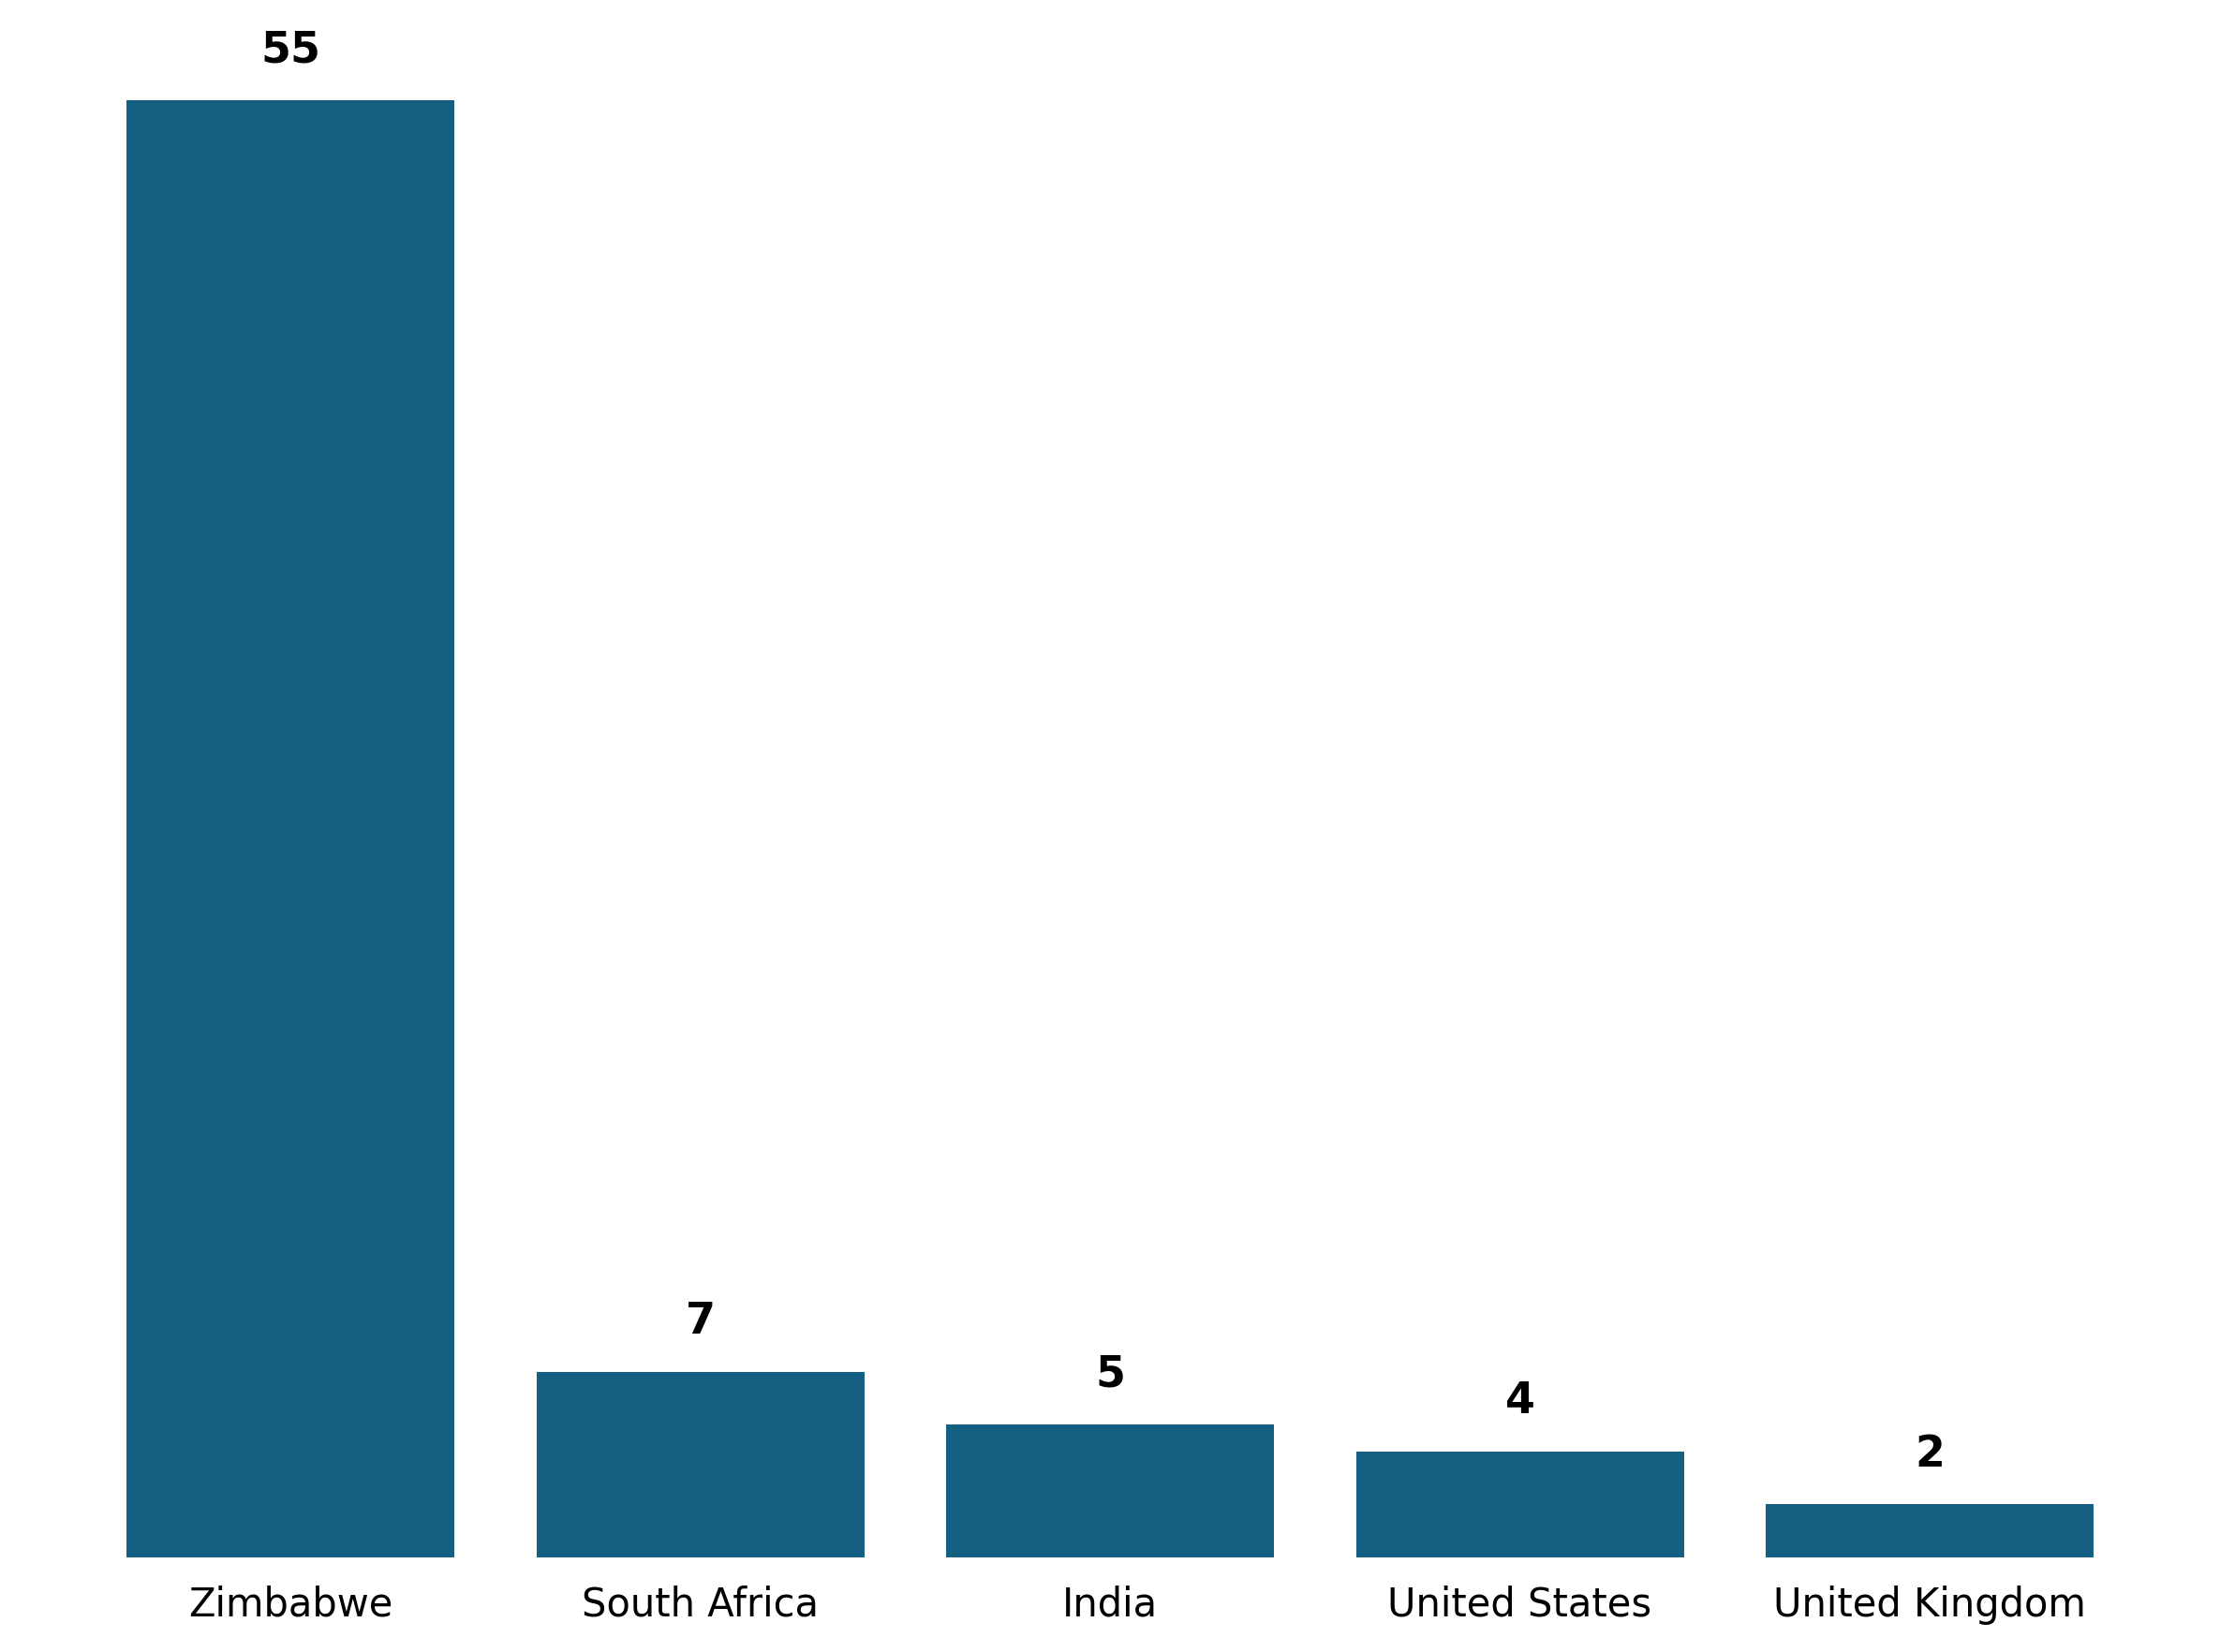 55
7
5
4
2
Zimbabwe
South Africa
India
United States
United Kingdom